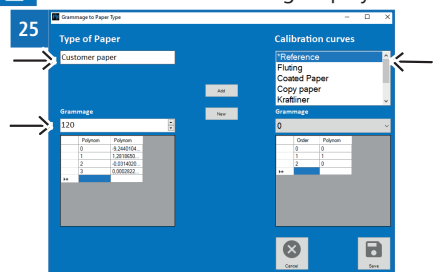 25
Grammage to Paper Type
Type of Paper
Customer paper
Calibration curves
*Reference
Fluting
Coated Paper
Copy paper
Kraftliner
Add
New
Grammage
120
Polynom Polynom
0 -9,2440104...
1 1,2818650...
2 -0,0314020...
3 0,0002822...
Grammage
0
Order Polynom
0 0
1 1
2 0
Cancel
Save